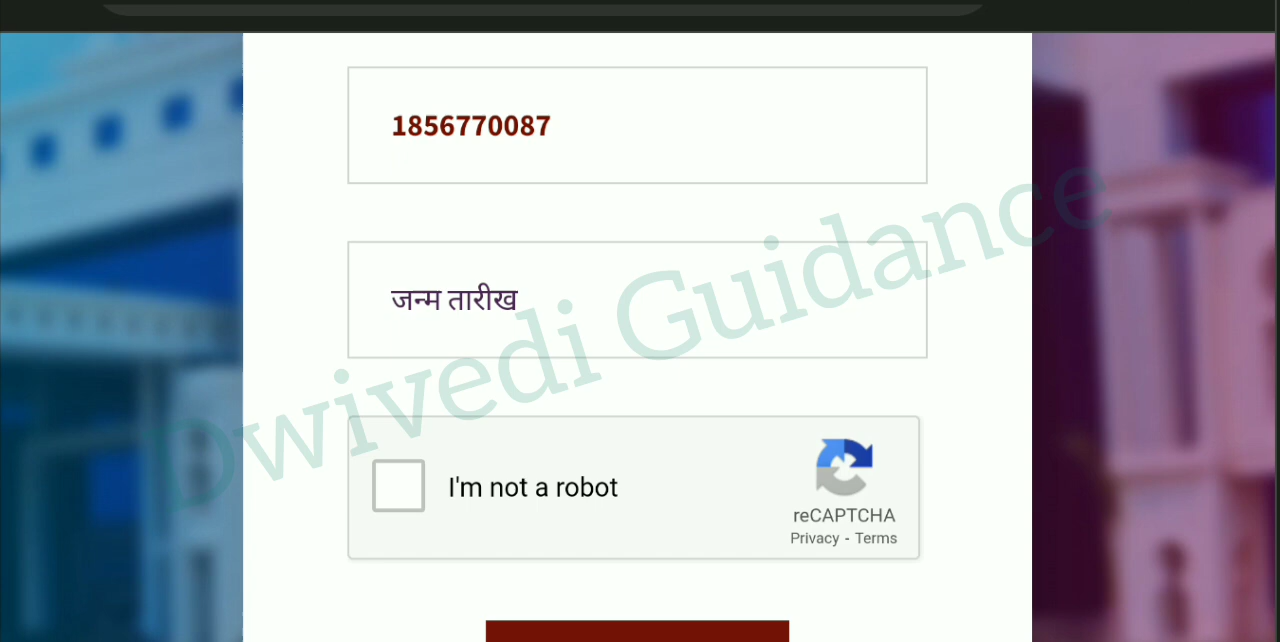 1856770087
जन्म तारीख
Dwivedi Guidance
I'm not a robot
reCAPTCHA
Privacy - Terms